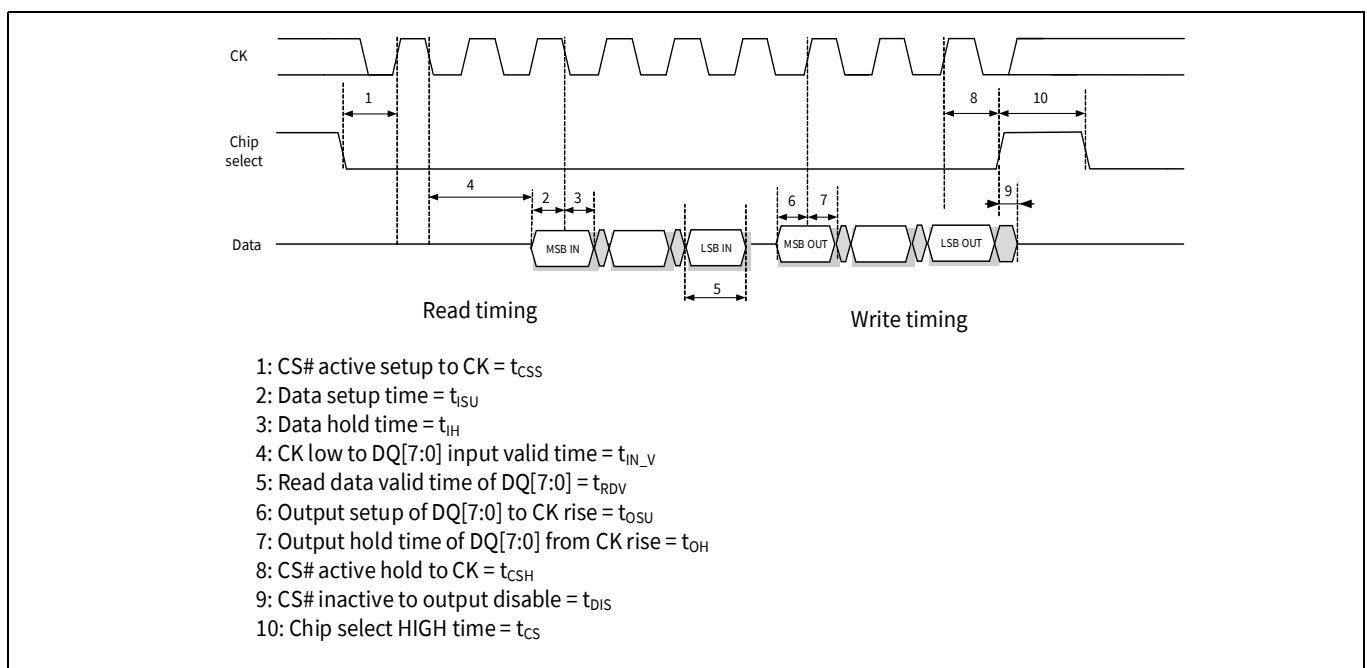 CK
1
8
10
Chip
select
4
2
3
6
7
9
Data
MSB IN
LSB IN
MSB OUT
LSB OUT
5
Read timing
Write timing
1: CS# active setup to CK = tCSS
2: Data setup time = tISU
3: Data hold time = tIH
4: CK low to DQ[7:0] input valid time = tIN_V
5: Read data valid time of DQ[7:0] = tRDV
6: Output setup of DQ[7:0] to CK rise = tOSU
7: Output hold time of DQ[7:0] from CK rise = tOH
8: CS# active hold to CK = tCSH
9: CS# inactive to output disable = tDIS
10: Chip select HIGH time = tCS